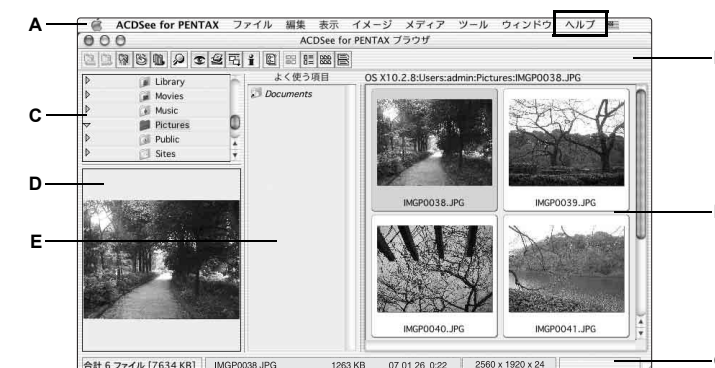 A
ACDSee for PENTAX ファイル 編集 表示 イメージ メディア ツール ウィンドウ ヘルプ
ACDSee for PENTAX ブラウザ
よく使う項目 OS X10.2.8:Users:admin:Pictures:IMGP0038.JPG
Library
Documents
Movies
C
Music
Pictures
Public
Sites
D
IMGP0038.JPG IMGP0039.JPG
E
IMGP0040.JPG IMGP0041.JPG
合計 6 ファイル [7634 KB] IMGP0038.JPG 1263 KB 07.01.26 0:22 2560 x 1920 x 24